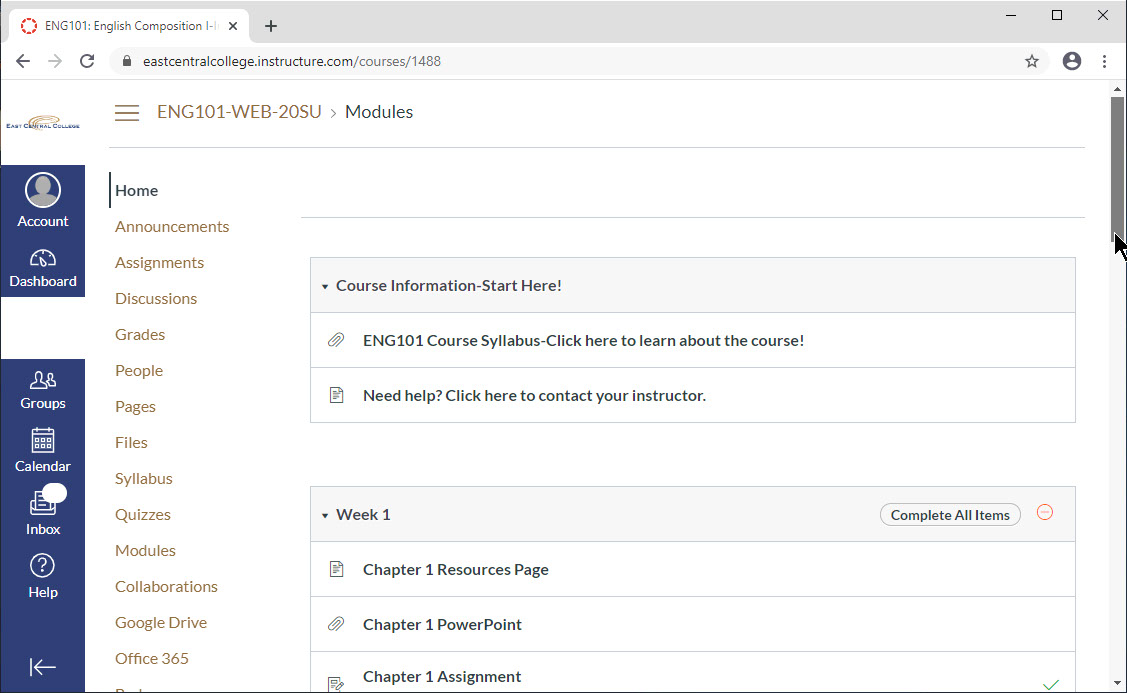 ENG101: English Composition I-I
eastcentralcollege.instructure.com/courses/1488
EAST CENTRAL COLLEGE
ENG101-WEB-20SU › Modules
Account
Dashboard
Groups
Calendar
Inbox
Help
Home
Announcements
Assignments
Discussions
Grades
People
Pages
Files
Syllabus
Quizzes
Modules
Collaborations
Google Drive
Office 365
Course Information-Start Here!
ENG101 Course Syllabus-Click here to learn about the course!
Need help? Click here to contact your instructor.
Week 1 Complete All Items
Chapter 1 Resources Page
Chapter 1 PowerPoint
Chapter 1 Assignment